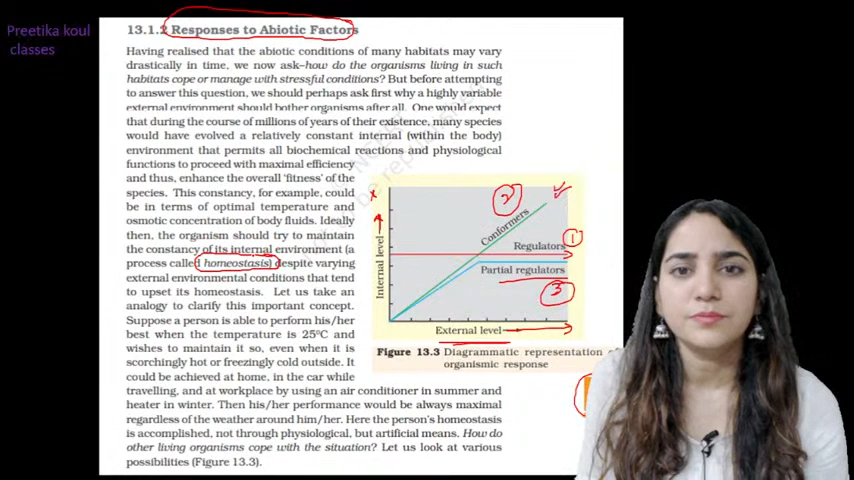 Preetika koul
classes
13.1.2 Responses to Abiotic Factors
Having realised that the abiotic conditions of many habitats may vary
drastically in time, we now ask–how do the organisms living in such
habitats cope or manage with stressful conditions? But before attempting
to answer this question, we should perhaps ask first why a highly variable
external environment should bother organisms after all. One would expect
that during the course of millions of years of their existence, many species
would have evolved a relatively constant internal (within the body)
environment that permits all biochemical reactions and physiological
functions to proceed with maximal efficiency
and thus, enhance the overall 'fitness' of the
species. This constancy, for example, could
be in terms of optimal temperature and
osmotic concentration of body fluids. Ideally
then, the organism should try to maintain
the constancy of its internal environment (a
process called homeostasis) despite varying
external environmental conditions that tend
to upset its homeostasis. Let us take an
analogy to clarify this important concept.
Suppose a person is able to perform his/her
best when the temperature is 25°C and
wishes to maintain it so, even when it is
scorchingly hot or freezingly cold outside. It
could be achieved at home, in the car while
travelling, and at workplace by using an air conditioner in summer and
heater in winter. Then his/her performance would be always maximal
regardless of the weather around him/her. Here the person's homeostasis
is accomplished, not through physiological, but artificial means. How do
other living organisms cope with the situation? Let us look at various
possibilities (Figure 13.3).
2
Conformers
1
Regulators
Partial regulators
3
Internal level
External level
Figure 13.3 Diagrammatic representation
organismic response